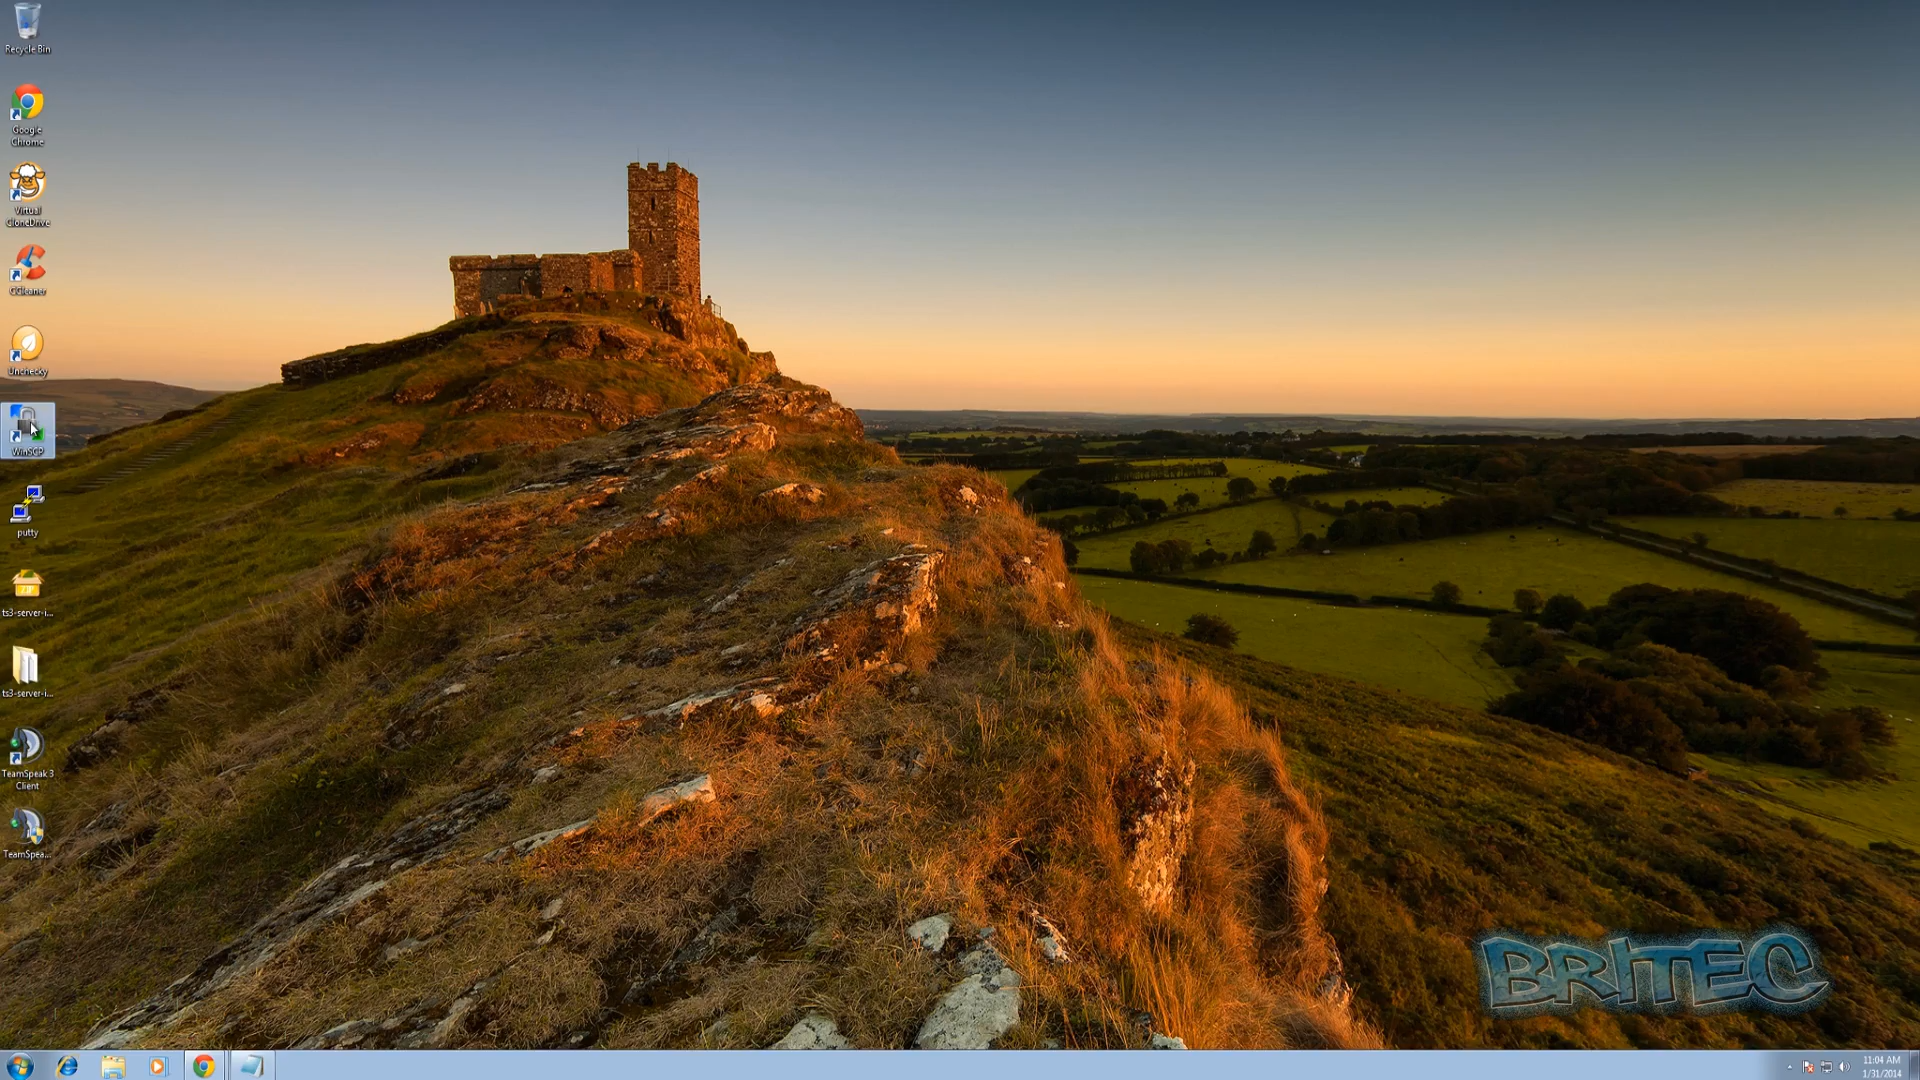 Recycle Bin
Google
Chrome
Virtual
CloneDrive
CCleaner
Unchecky
WinSCP
putty
ZIP
ts3-server-i...
ts3-server-i...
TeamSpeak 3
Client
TeamSpea...
BRITEC
11:04 AM
1/31/2014